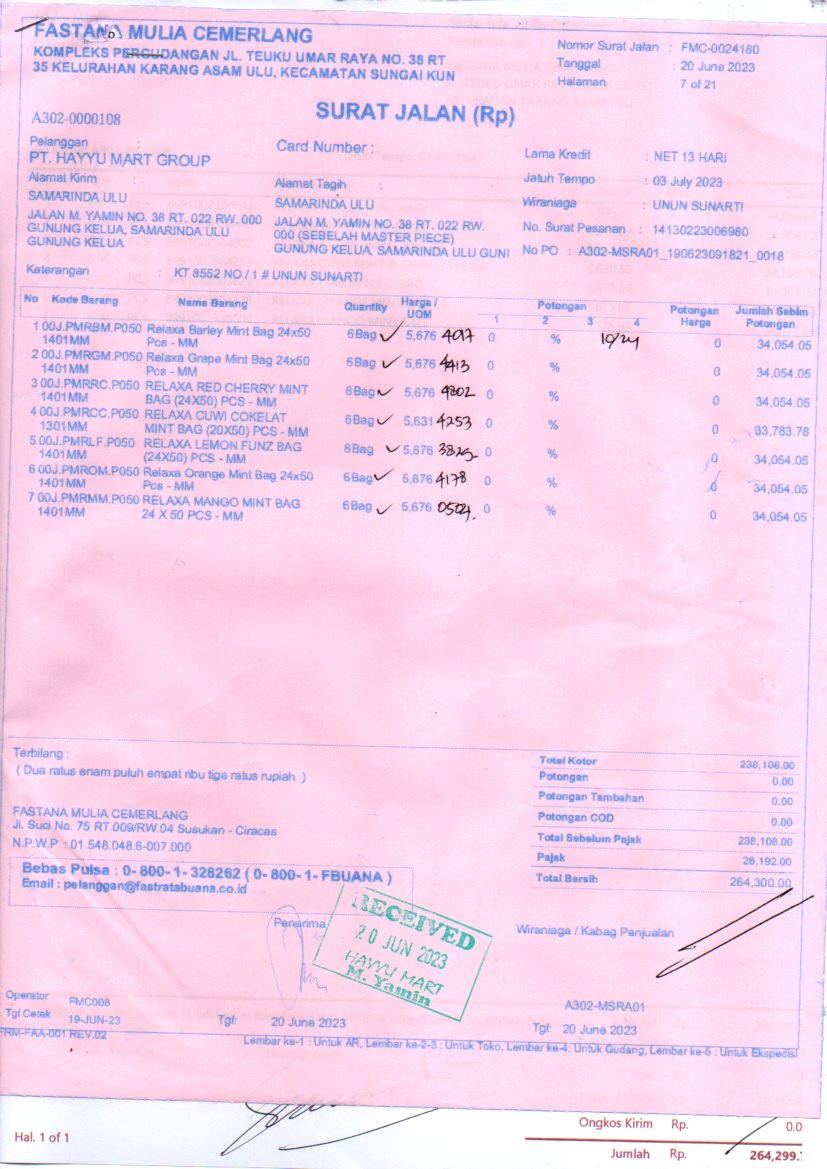 FASTANA MULIA CEMERLANG
KOMPLEKS PERGUDANGAN JL. TEUKU UMAR RAYA NO. 38 RT
35 KELURAHAN KARANG ASAM ULU, KECAMATAN SUNGAI KUN
Nomor Surat Jalan : FMC-0024180
Tanggal : 20 June 2023
Halaman 7 of 21
A302-0000108
SURAT JALAN (Rp)
Pelanggan :
PT. HAYYU MART GROUP
Card Number :
Alamat Kirim :
SAMARINDA ULU
JALAN M. YAMIN NO. 38 RT. 022 RW. 000
GUNUNG KELUA, SAMARINDA ULU
GUNUNG KELUA
Alamat Tagih :
SAMARINDA ULU
JALAN M. YAMIN NO. 38 RT. 022 RW.
000 (SEBELAH MASTER PIECE)
GUNUNG KELUA, SAMARINDA ULU GUNI
Lama Kredit : NET 13 HARI
Jatuh Tempo : 03 July 2023
Wiraniaga : UNUN SUNARTI
No. Surat Pesanan : 14130223006980
No PO : A302-MSRA01_190623091821_0018
Keterangan : KT 8552 NO / 1 # UNUN SUNARTI
No Kode Barang Nama Barang Quantity Harga / UOM Potongan 1 2 3 4 Potongan Harga Jumlah Seblm Potongan
1 00J.PMRBM.P050 Relaxa Barley Mint Bag 24x50 6 Bag 5,676 4017 0 % 10/24 0 34,054.05
1401MM Pcs - MM
2 00J.PMRGM.P050 Relaxa Grape Mint Bag 24x50 6 Bag 5,676 4413 0 % 0 34,054.05
1401MM Pcs - MM
3 00J.PMRRC.P050 RELAXA RED CHERRY MINT 6 Bag 5,676 4802 0 % 0 34,054.05
1401MM BAG (24X50) PCS - MM
4 00J.PMRCC.P050 RELAXA CUWI COKELAT 6 Bag 5,631 4253 0 % 0 33,783.78
1301MM MINT BAG (20X50) PCS - MM
5 00J.PMRLF.P050 RELAXA LEMON FUNZ BAG 6 Bag 5,676 0 % 0 34,054.05
1401MM (24X50) PCS - MM
6 00J.PMROM.P050 Relaxa Orange Mint Bag 24x50 6 Bag 5,676 4178 0 % 0 34,054.05
1401MM Pcs - MM
7 00J.PMRMM.P050 RELAXA MANGO MINT BAG 6 Bag 5,676 0 % 0 34,054.05
1401MM 24 X 50 PCS - MM
Terbilang :
( Dua ratus enam puluh empat ribu tiga ratus rupiah )
Total Kotor 238,108.00
Potongan 0.00
Potongan Tambahan 0.00
Potongan COD 0.00
Total Sebelum Pajak 238,108.00
Pajak 26,192.00
Total Bersih 264,300.00
FASTANA MULIA CEMERLANG
Jl. Suci No. 75 RT.009/RW.04 Susukan - Ciracas
N.P.W.P : 01.548.048.6-007.000
Bebas Pulsa : 0- 800- 1- 328262 ( 0- 800- 1- FBUANA )
Email : pelanggan@fastratabuana.co.id
Penerima
RECEIVED
20 JUN 2023
HAYYU MART
M. Yamin
Wiraniaga / Kabag Penjualan
Operator FMC008
Tgl Cetak 19-JUN-23
Tgl: 20 June 2023
A302-MSRA01
Tgl: 20 June 2023
FRM-FAA-001 REV.02
Lembar ke-1 : Untuk AR, Lembar ke-2-3 : Untuk Toko, Lembar ke-4: Untuk Gudang, Lembar ke-5 : Untuk Ekspedisi
Hal. 1 of 1
Ongkos Kirim Rp. 0.0
Jumlah Rp. 264,299.